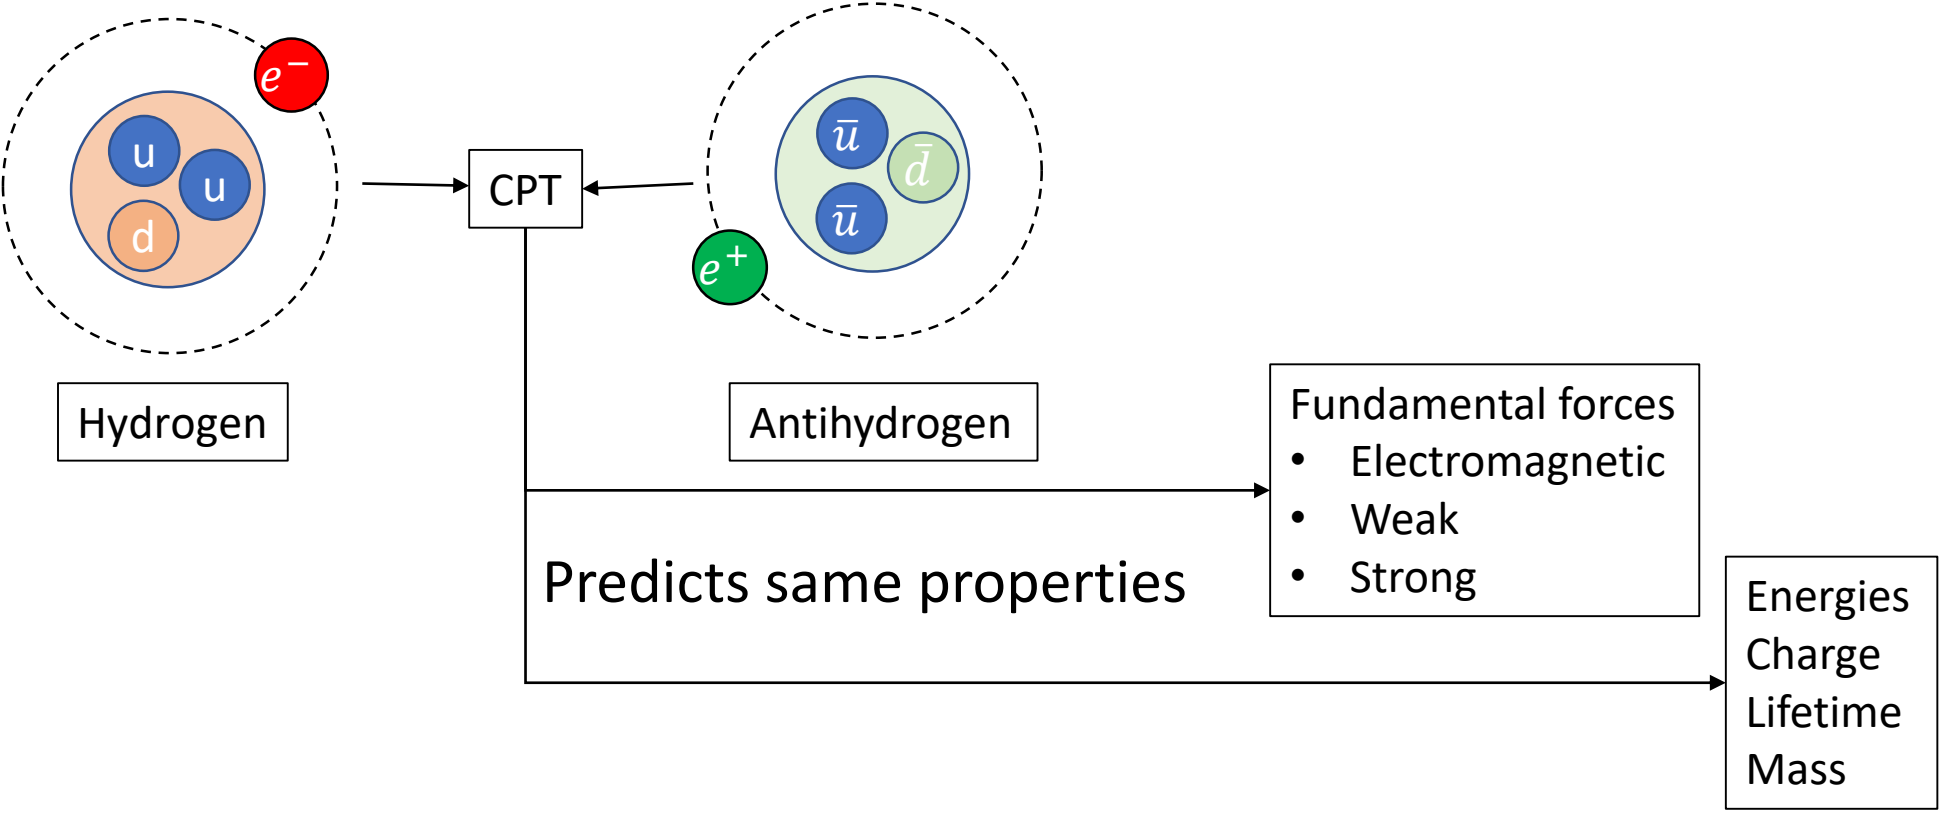 e⁻
u
u
d
Hydrogen
CPT
u̅
d̅
u̅
e⁺
Antihydrogen
Fundamental forces
• Electromagnetic
• Weak
• Strong
Predicts same properties
Energies
Charge
Lifetime
Mass